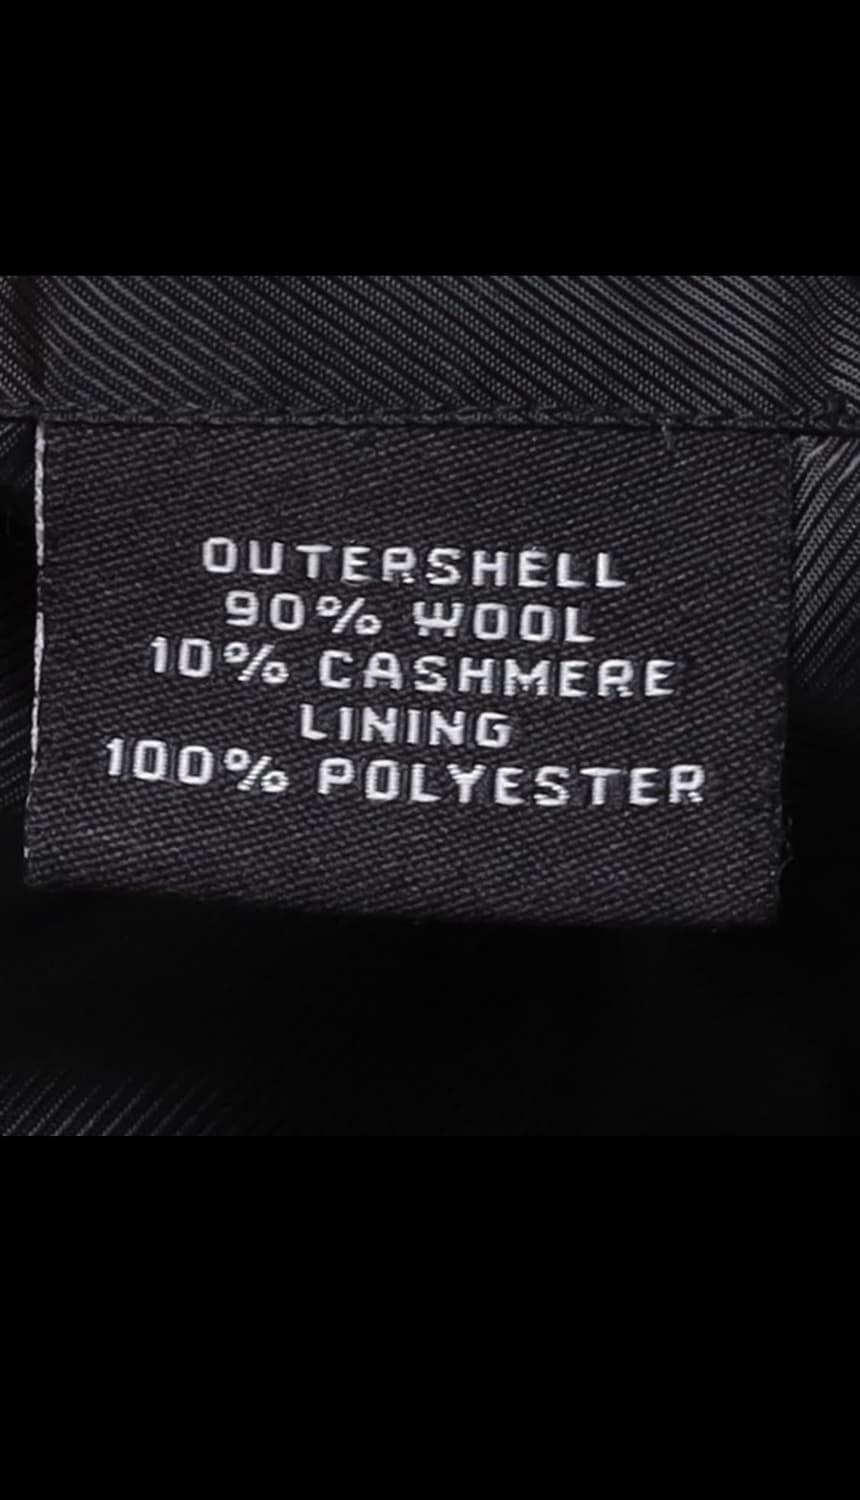 OUTERSHELL
90% WOOL
10% CASHMERE
LINING
100% POLYESTER